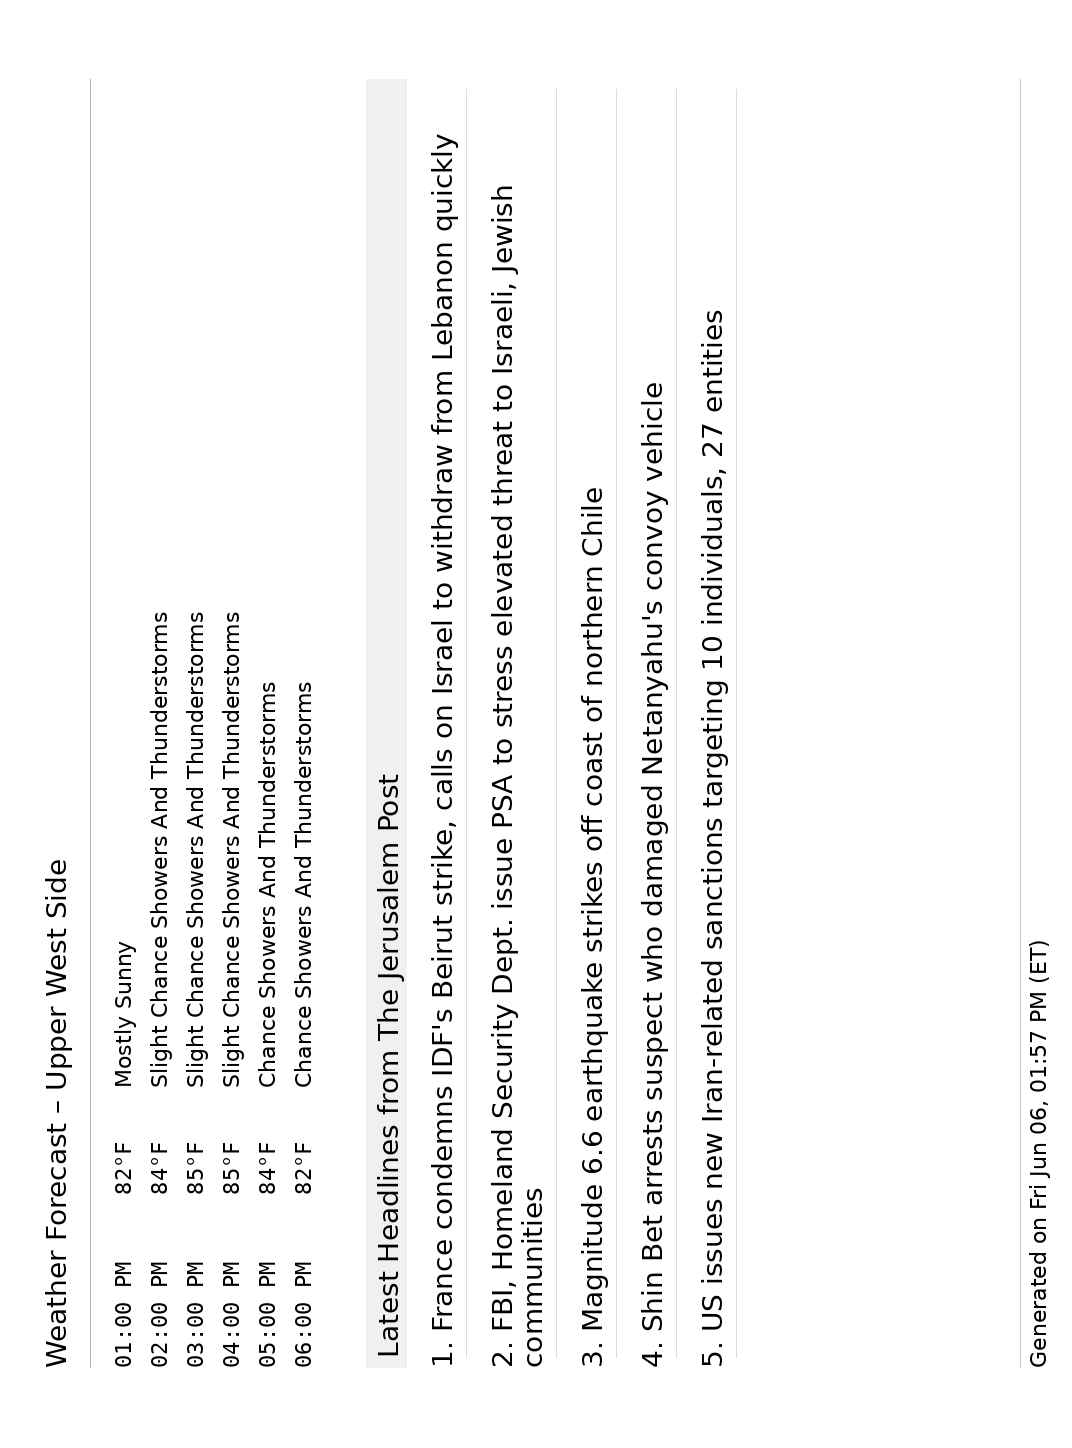 Weather Forecast – Upper West Side
01:00 PM 82°F Mostly Sunny
02:00 PM 84°F Slight Chance Showers And Thunderstorms
03:00 PM 85°F Slight Chance Showers And Thunderstorms
04:00 PM 85°F Slight Chance Showers And Thunderstorms
05:00 PM 84°F Chance Showers And Thunderstorms
06:00 PM 82°F Chance Showers And Thunderstorms
Latest Headlines from The Jerusalem Post
1. France condemns IDF's Beirut strike, calls on Israel to withdraw from Lebanon quickly
2. FBI, Homeland Security Dept. issue PSA to stress elevated threat to Israeli, Jewish
communities
3. Magnitude 6.6 earthquake strikes off coast of northern Chile
4. Shin Bet arrests suspect who damaged Netanyahu's convoy vehicle
5. US issues new Iran-related sanctions targeting 10 individuals, 27 entities
Generated on Fri Jun 06, 01:57 PM (ET)